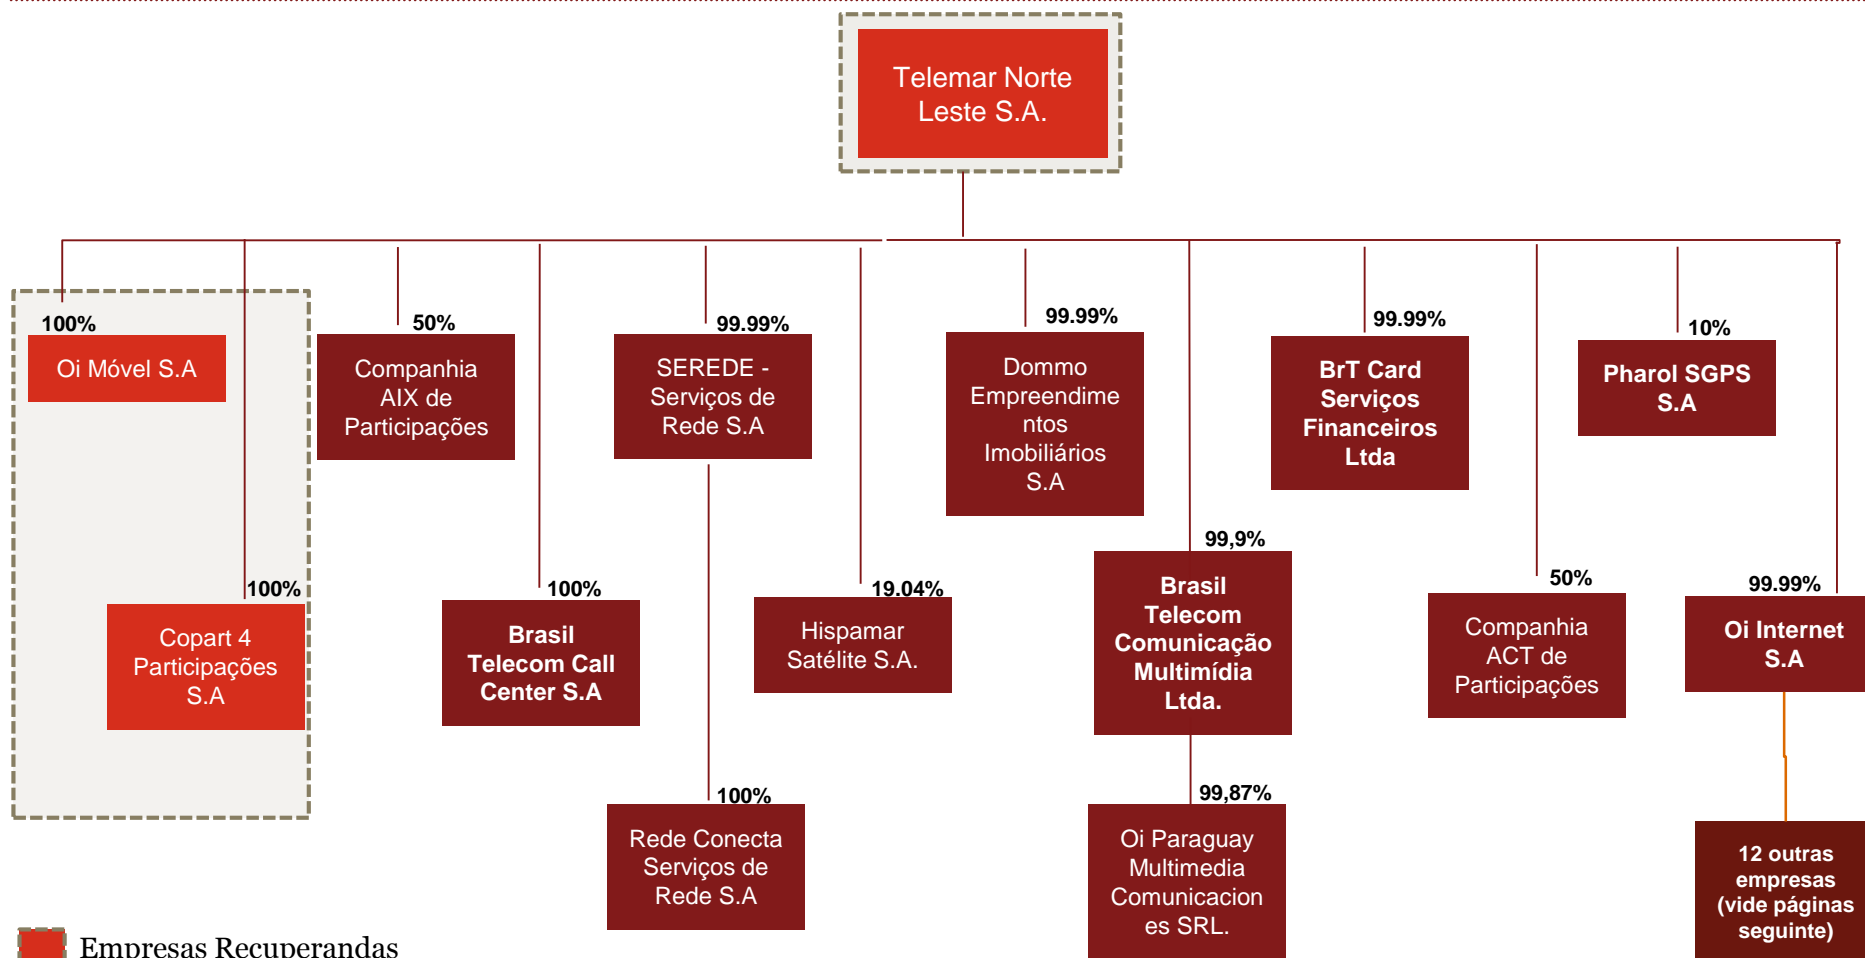 Telemar Norte
Leste S.A.
100%
Oi Móvel S.A
50%
Companhia
AIX de
Participações
99.99%
SEREDE -
Serviços de
Rede S.A
99.99%
Dommo
Empreendime
ntos
Imobiliários
S.A
99.99%
BrT Card
Serviços
Financeiros
Ltda
10%
Pharol SGPS
S.A
100%
Copart 4
Participações
S.A
100%
Brasil
Telecom Call
Center S.A
19.04%
Hispamar
Satélite S.A.
99,9%
Brasil
Telecom
Comunicação
Multimídia
Ltda.
50%
Companhia
ACT de
Participações
99.99%
Oi Internet
S.A
100%
Rede Conecta
Serviços de
Rede S.A
99,87%
Oi Paraguay
Multimedia
Comunicacion
es SRL.
12 outras
empresas
(vide páginas
seguinte)
Empresas Recuperandas